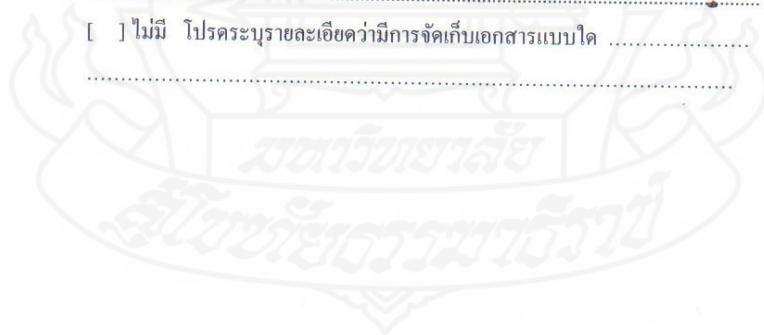 [ ] ไม่มี โปรดระบุรายละเอียดว่ามีการจัดเก็บเอกสารแบบใด .....................
................................................................................................
มหาวิทยาลัย
สุโขทัยธรรมาธิราช